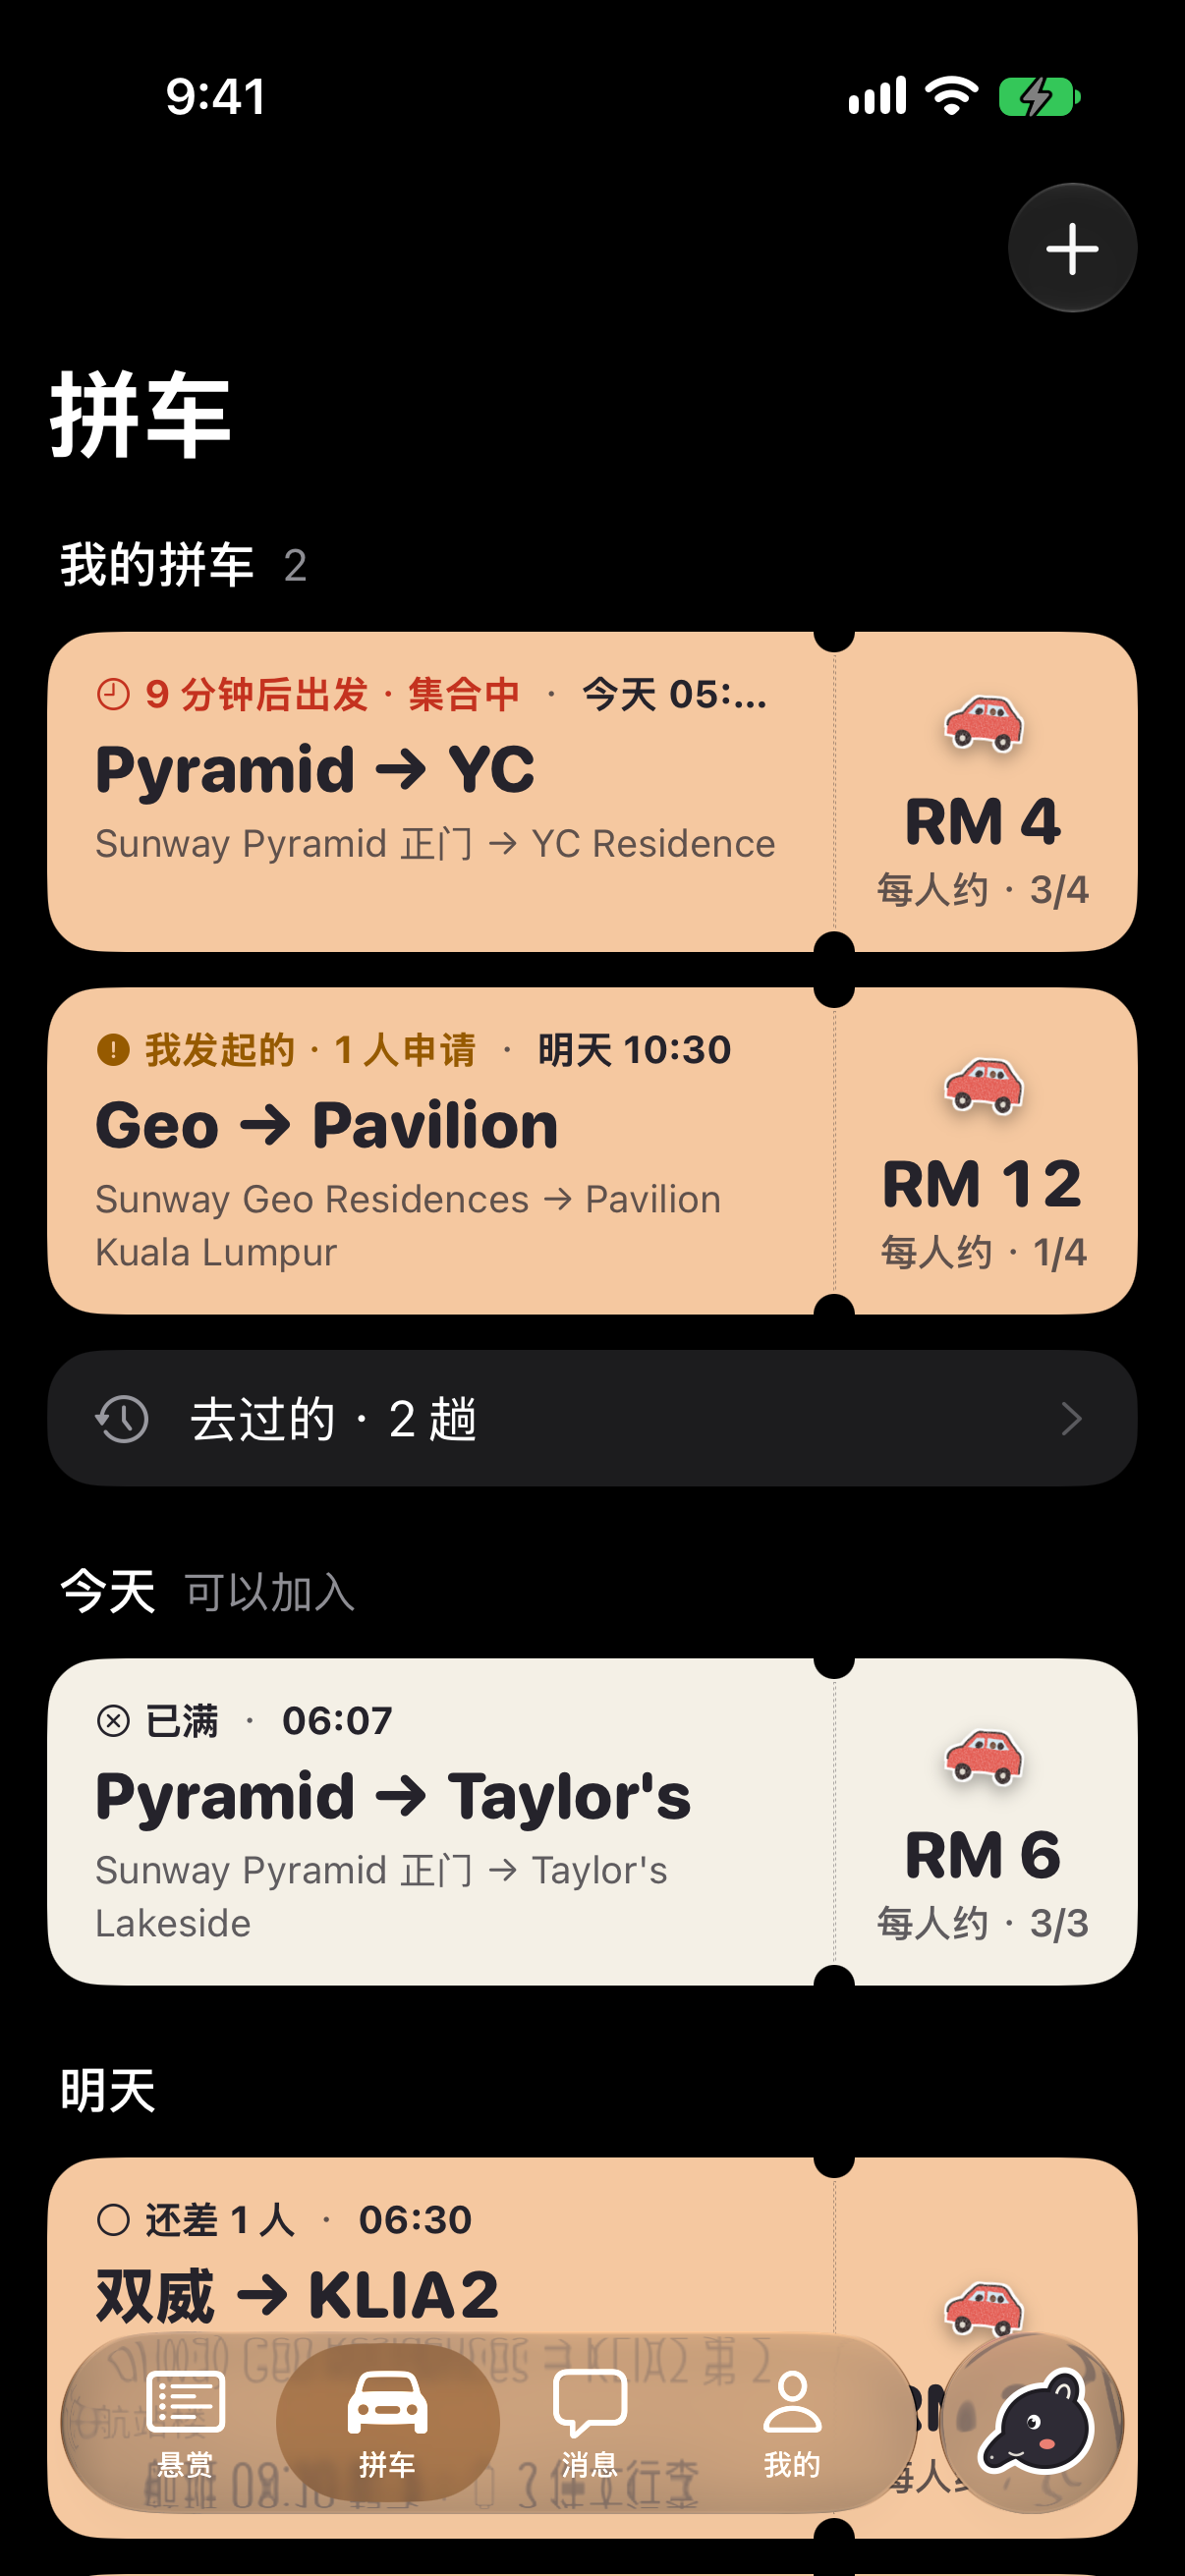 9:41
拼车
我的拼车 2
9 分钟后出发 · 集合中 · 今天 05:...
Pyramid → YC
Sunway Pyramid 正门 → YC Residence
RM 4
每人约 · 3/4
我发起的 · 1 人申请 · 明天 10:30
Geo → Pavilion
Sunway Geo Residences → Pavilion
Kuala Lumpur
RM 12
每人约 · 1/4
去过的 · 2 趟
今天 可以加入
已满 · 06:07
Pyramid → Taylor's
Sunway Pyramid 正门 → Taylor's
Lakeside
RM 6
每人约 · 3/3
明天
还差 1 人 · 06:30
双威 → KLIA2
悬赏
拼车
消息
我的